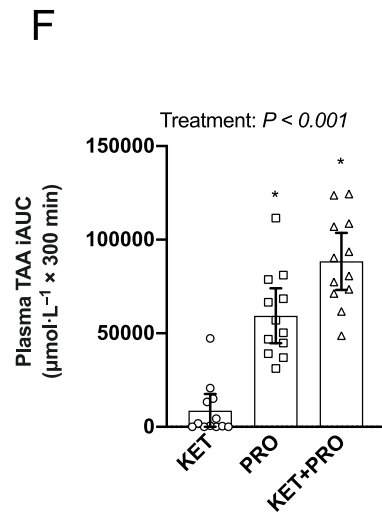 F
Treatment: P < 0.001
Plasma TAA iAUC
(μmol·L⁻¹ × 300 min)
150000
100000
50000
0
*
*
KET
PRO
KET+PRO